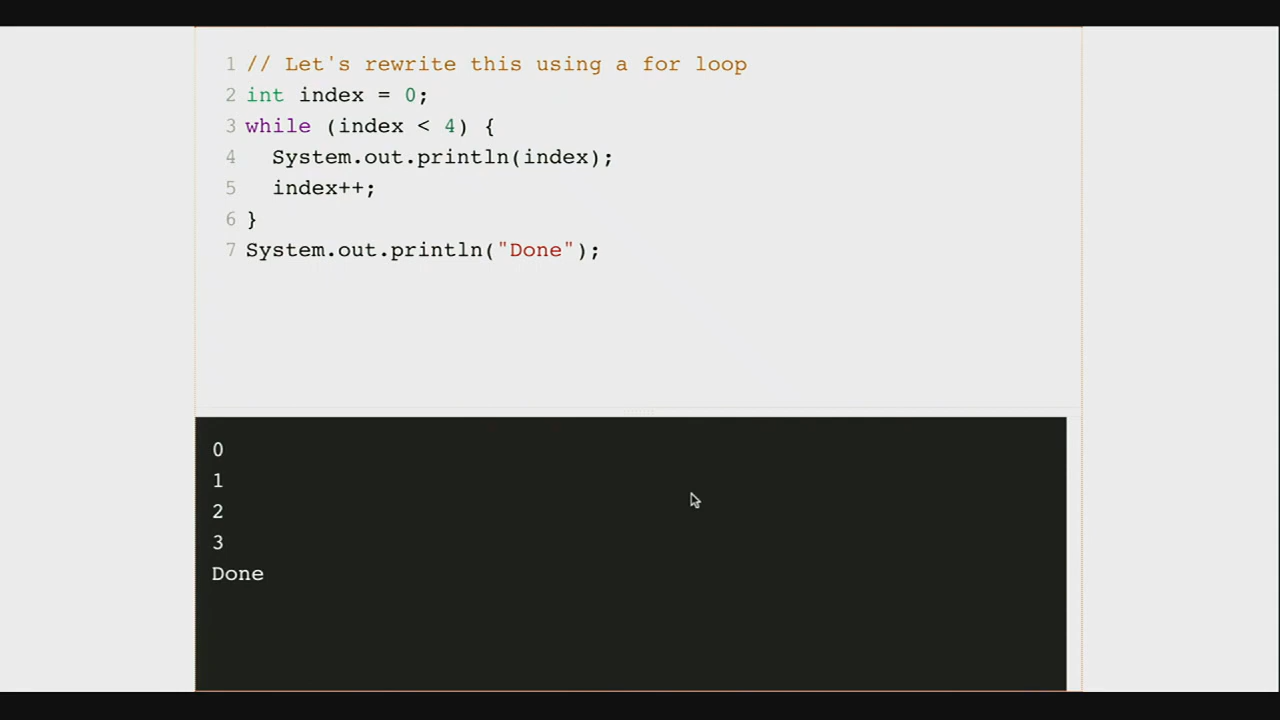 1 // Let's rewrite this using a for loop
2 int index = 0;
3 while (index < 4) {
4   System.out.println(index);
5   index++;
6 }
7 System.out.println("Done");
0
1
2
3
Done